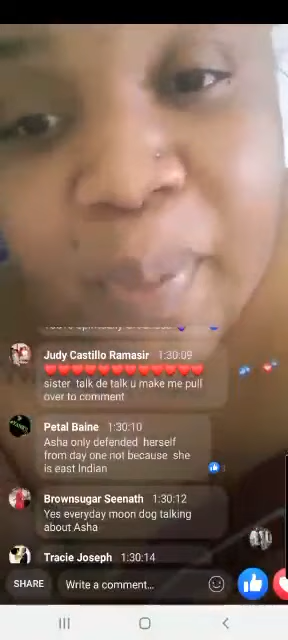 Judy Castillo Ramasir 1:30:09
❤️❤️❤️❤️❤️❤️❤️❤️❤️❤️❤️❤️❤️
sister talk de talk u make me pull
over to comment
Petal Baine 1:30:10
Asha only defended herself
from day one not because she
is east Indian
Brownsugar Seenath 1:30:12
Yes everyday moon dog talking
about Asha
Tracie Joseph 1:30:14
SHARE
Write a comment...